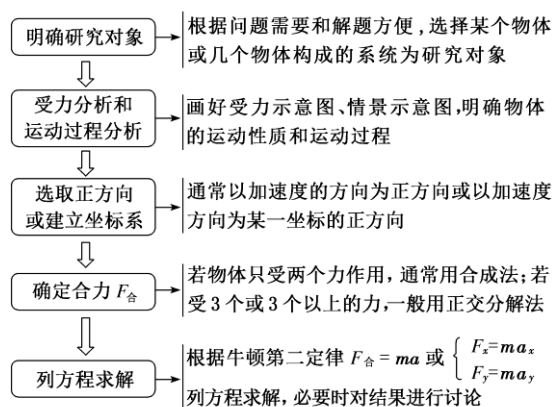 明确研究对象
根据问题需要和解题方便,选择某个物体
或几个物体构成的系统为研究对象
受力分析和
运动过程分析
画好受力示意图、情景示意图,明确物体
的运动性质和运动过程
选取正方向
或建立坐标系
通常以加速度的方向为正方向或以加速度
方向为某一坐标的正方向
确定合力F合
若物体只受两个力作用,通常用合成法;若
受3个或3个以上的力,一般用正交分解法
列方程求解
根据牛顿第二定律F合=ma或{Fx=max
Fy=may
列方程求解,必要时对结果进行讨论